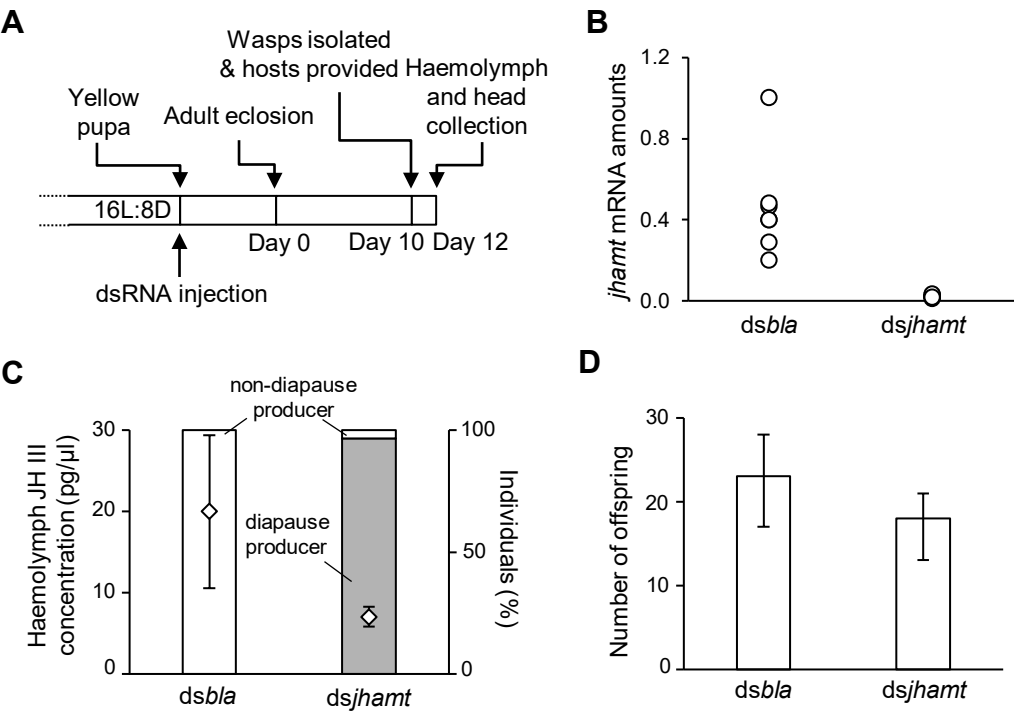 A
Wasps isolated
& hosts provided
Haemolymph
and head
collection
Yellow
pupa
Adult eclosion
16L:8D
Day 0
Day 10
Day 12
dsRNA injection
B
jhamt mRNA amounts
1.2
0.8
0.4
0.0
dsbla
dsjhamt
C
non-diapause
producer
Haemolymph JH III
concentration (pg/µl)
30
20
10
0
diapause
producer
100
50
0
Individuals (%)
dsbla
dsjhamt
D
Number of offspring
30
20
10
0
dsbla
dsjhamt